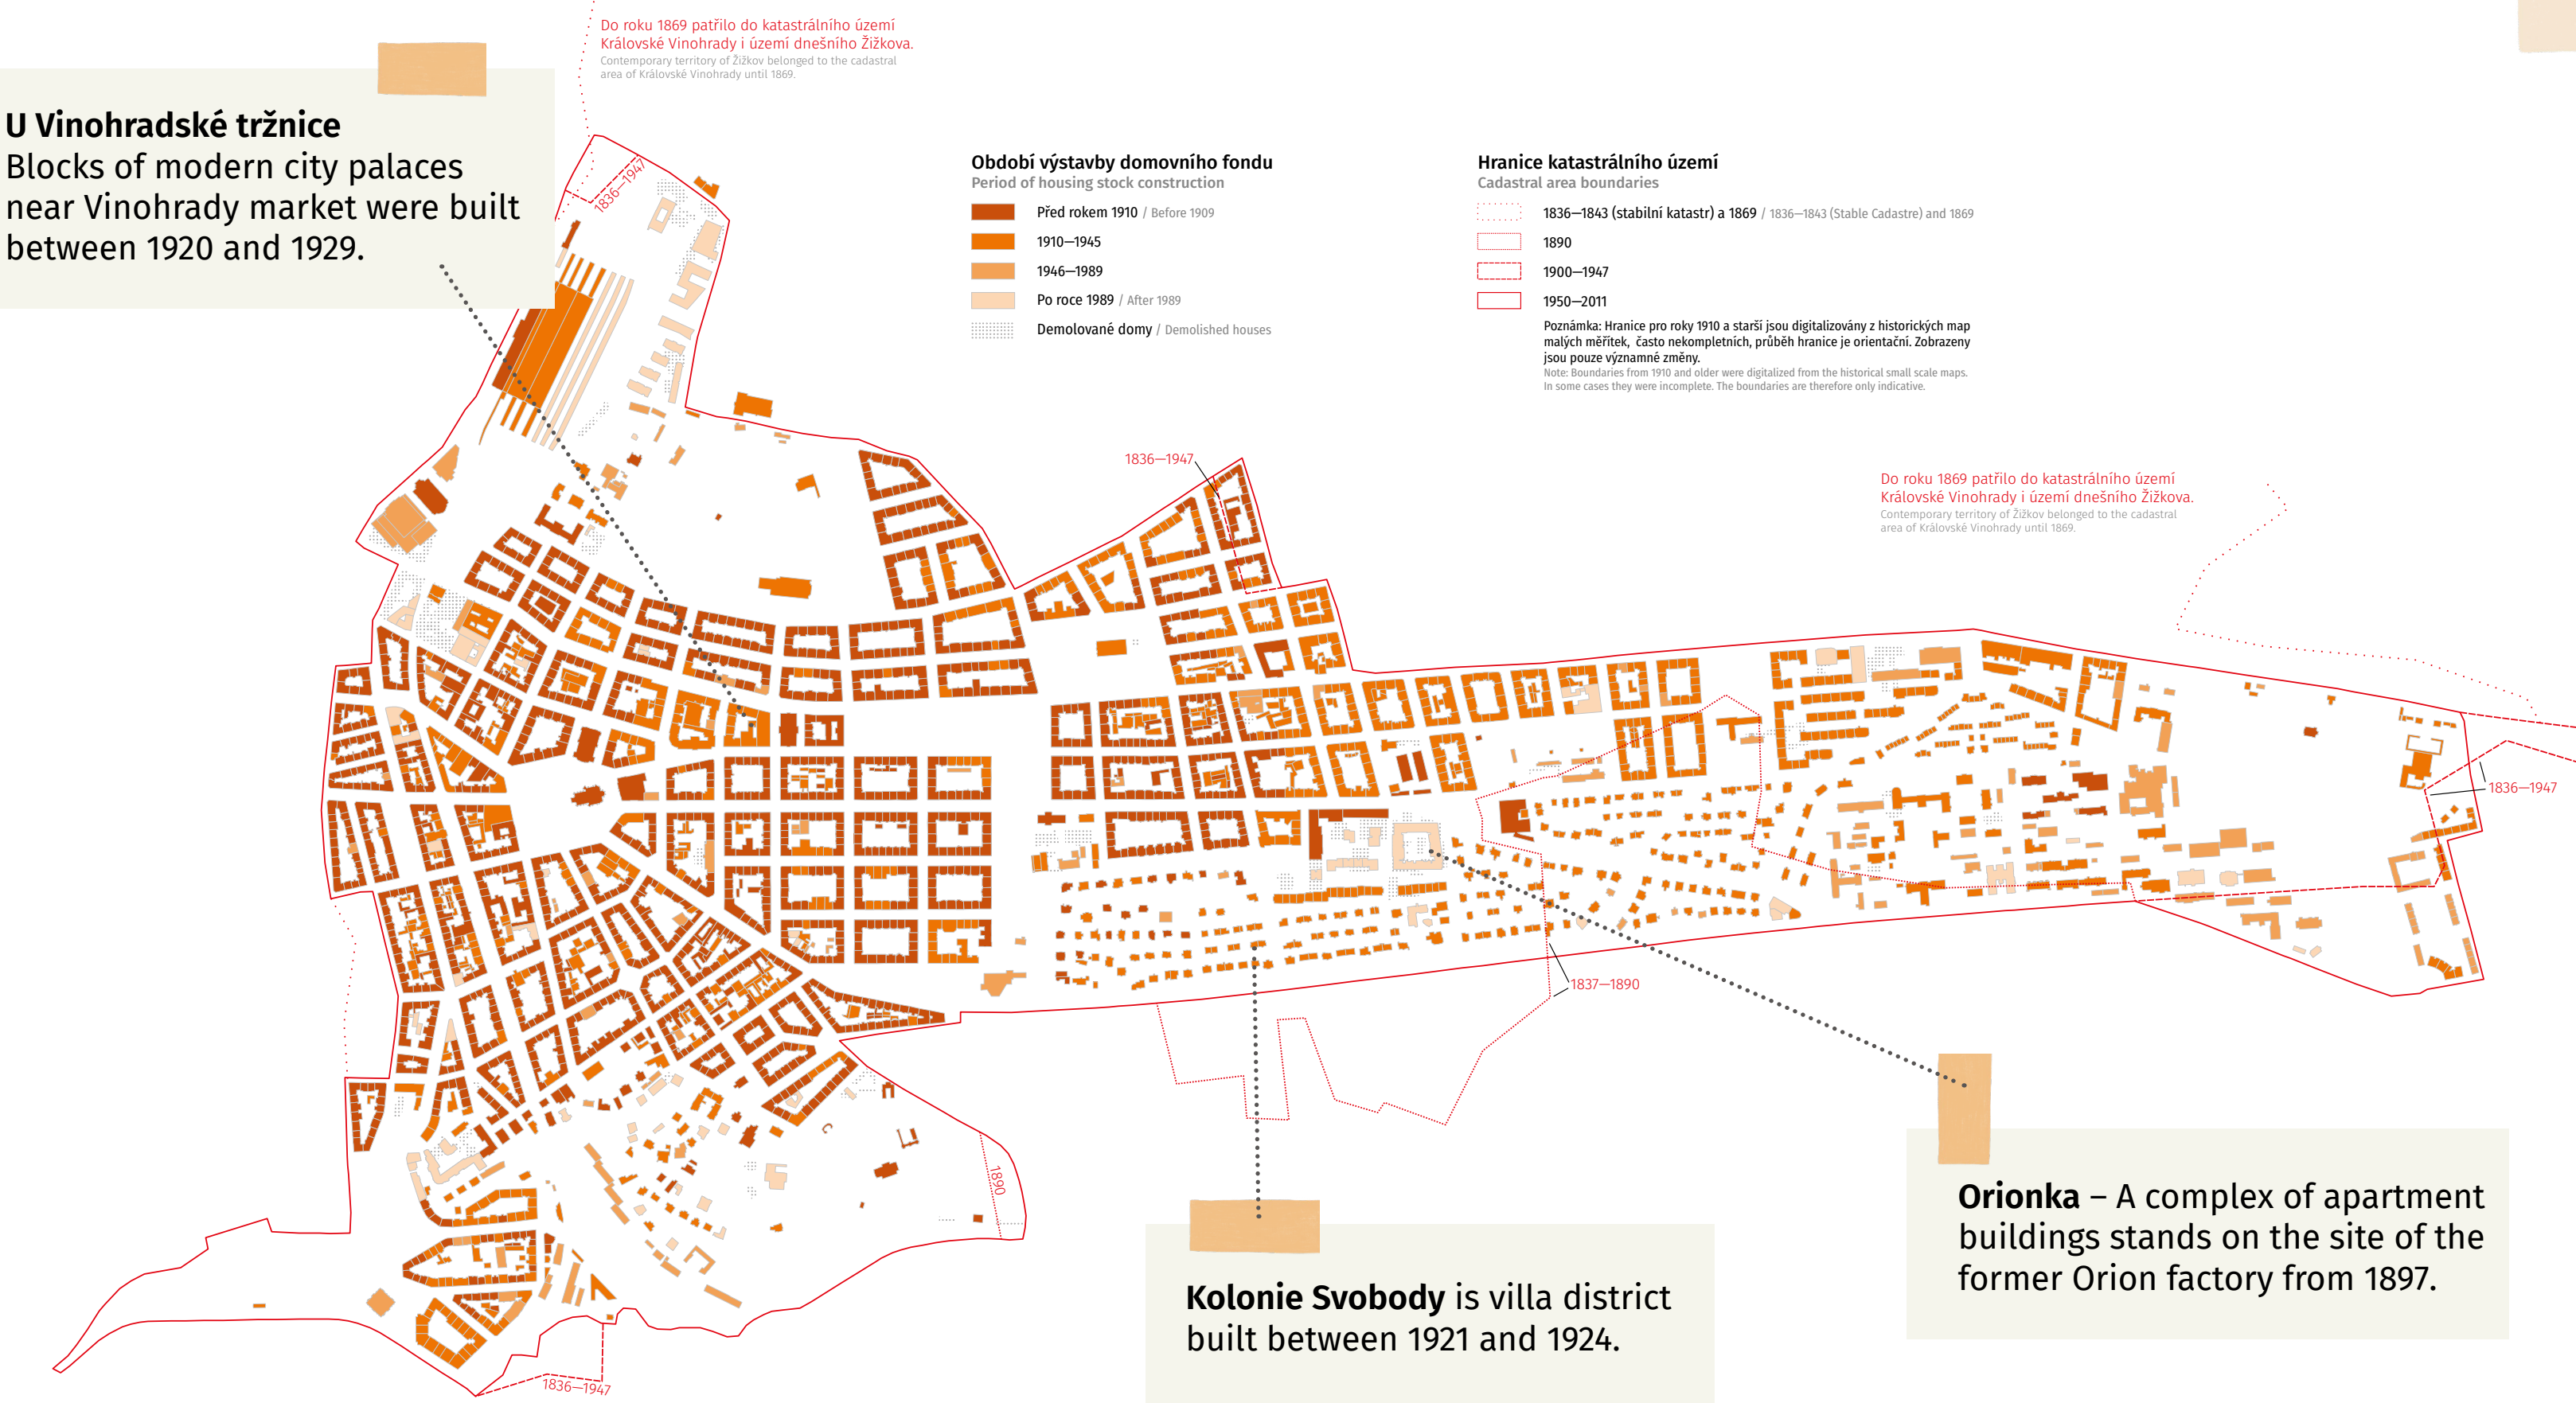 Do roku 1869 patřilo do katastrálního území
Královské Vinohrady i území dnešního Žižkova.
Contemporary territory of Žižkov belonged to the cadastral
area of Královské Vinohrady until 1869.
U Vinohradské tržnice
Blocks of modern city palaces
near Vinohrady market were built
between 1920 and 1929.
1836—1947
Období výstavby domovního fondu
Period of housing stock construction
Před rokem 1910 / Before 1909
1910—1945
1946—1989
Po roce 1989 / After 1989
Demolované domy / Demolished houses
Hranice katastrálního území
Cadastral area boundaries
1836—1843 (stabilní katastr) a 1869 / 1836—1843 (Stable Cadastre) and 1869
1890
1900—1947
1950—2011
Poznámka: Hranice pro roky 1910 a starší jsou digitalizovány z historických map
malých měřítek, často nekompletních, průběh hranice je orientační. Zobrazeny
jsou pouze významné změny.
Note: Boundaries from 1910 and older were digitalized from the historical small scale maps.
In some cases they were incomplete. The boundaries are therefore only indicative.
1836—1947
Do roku 1869 patřilo do katastrálního území
Královské Vinohrady i území dnešního Žižkova.
Contemporary territory of Žižkov belonged to the cadastral
area of Královské Vinohrady until 1869.
1836—1947
1837—1890
1890
Orionka – A complex of apartment
buildings stands on the site of the
former Orion factory from 1897.
Kolonie Svobody is villa district
built between 1921 and 1924.
1836—1947